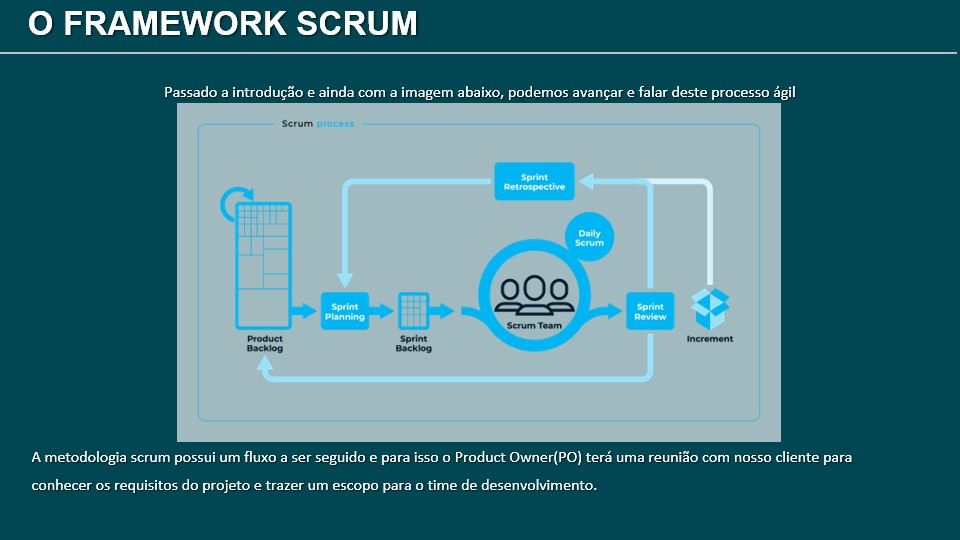 O FRAMEWORK SCRUM
Passado a introdução e ainda com a imagem abaixo, podemos avançar e falar deste processo ágil
Scrum process
Sprint
Retrospective
Daily
Scrum
Sprint
Planning
Scrum Team
Sprint
Review
Product
Backlog
Sprint
Backlog
Increment
A metodologia scrum possui um fluxo a ser seguido e para isso o Product Owner(PO) terá uma reunião com nosso cliente para
conhecer os requisitos do projeto e trazer um escopo para o time de desenvolvimento.